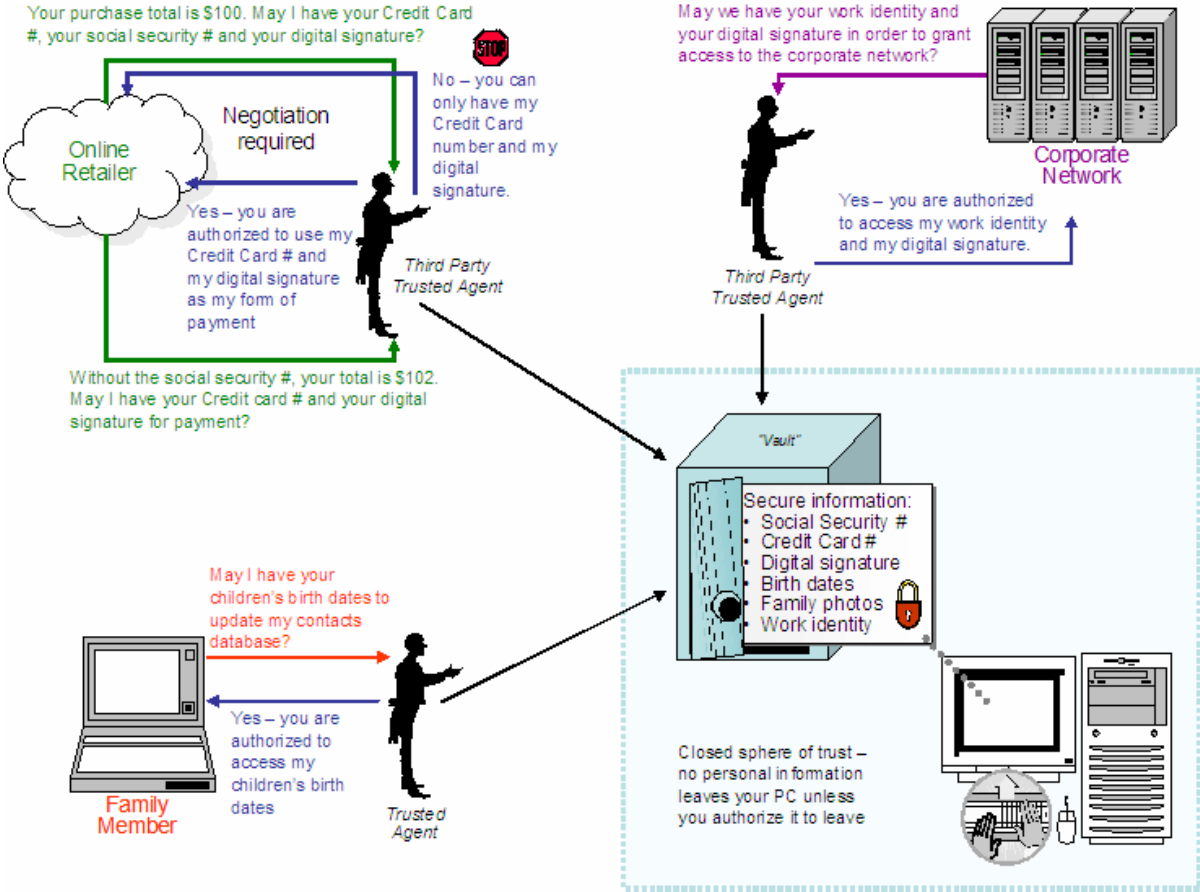 Your purchase total is $100. May I have your Credit Card
#, your social security # and your digital signature?
STOP
No – you can
only have my
Credit Card
number and my
digital
signature.
Negotiation
required
Online
Retailer
Yes – you are
authorized to use my
Credit Card # and
my digital signature
as my form of
payment
Third Party
Trusted Agent
Without the social security #, your total is $102.
May I have your Credit card # and your digital
signature for payment?
May we have your work identity and
your digital signature in order to grant
access to the corporate network?
Corporate
Network
Yes – you are authorized
to access my work identity
and my digital signature.
Third Party
Trusted Agent
"Vault"
Secure information:
• Social Security #
• Credit Card #
• Digital signature
• Birth dates
• Family photos
• Work identity
May I have your
children's birth dates to
update my contacts
database?
Yes – you are
authorized to
access my
children's birth
dates
Family
Member
Trusted
Agent
Closed sphere of trust –
no personal information
leaves your PC unless
you authorize it to leave